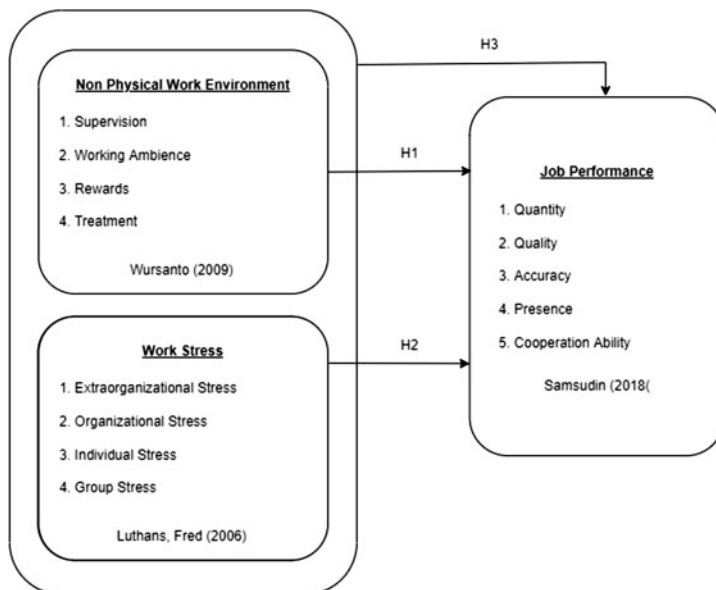 H3
Non Physical Work Environment
1. Supervision
2. Working Ambience
3. Rewards
4. Treatment
Wursanto (2009)
H1
Job Performance
1. Quantity
2. Quality
3. Accuracy
4. Presence
5. Cooperation Ability
Samsudin (2018(
Work Stress
1. Extraorganizational Stress
2. Organizational Stress
3. Individual Stress
4. Group Stress
Luthans, Fred (2006)
H2